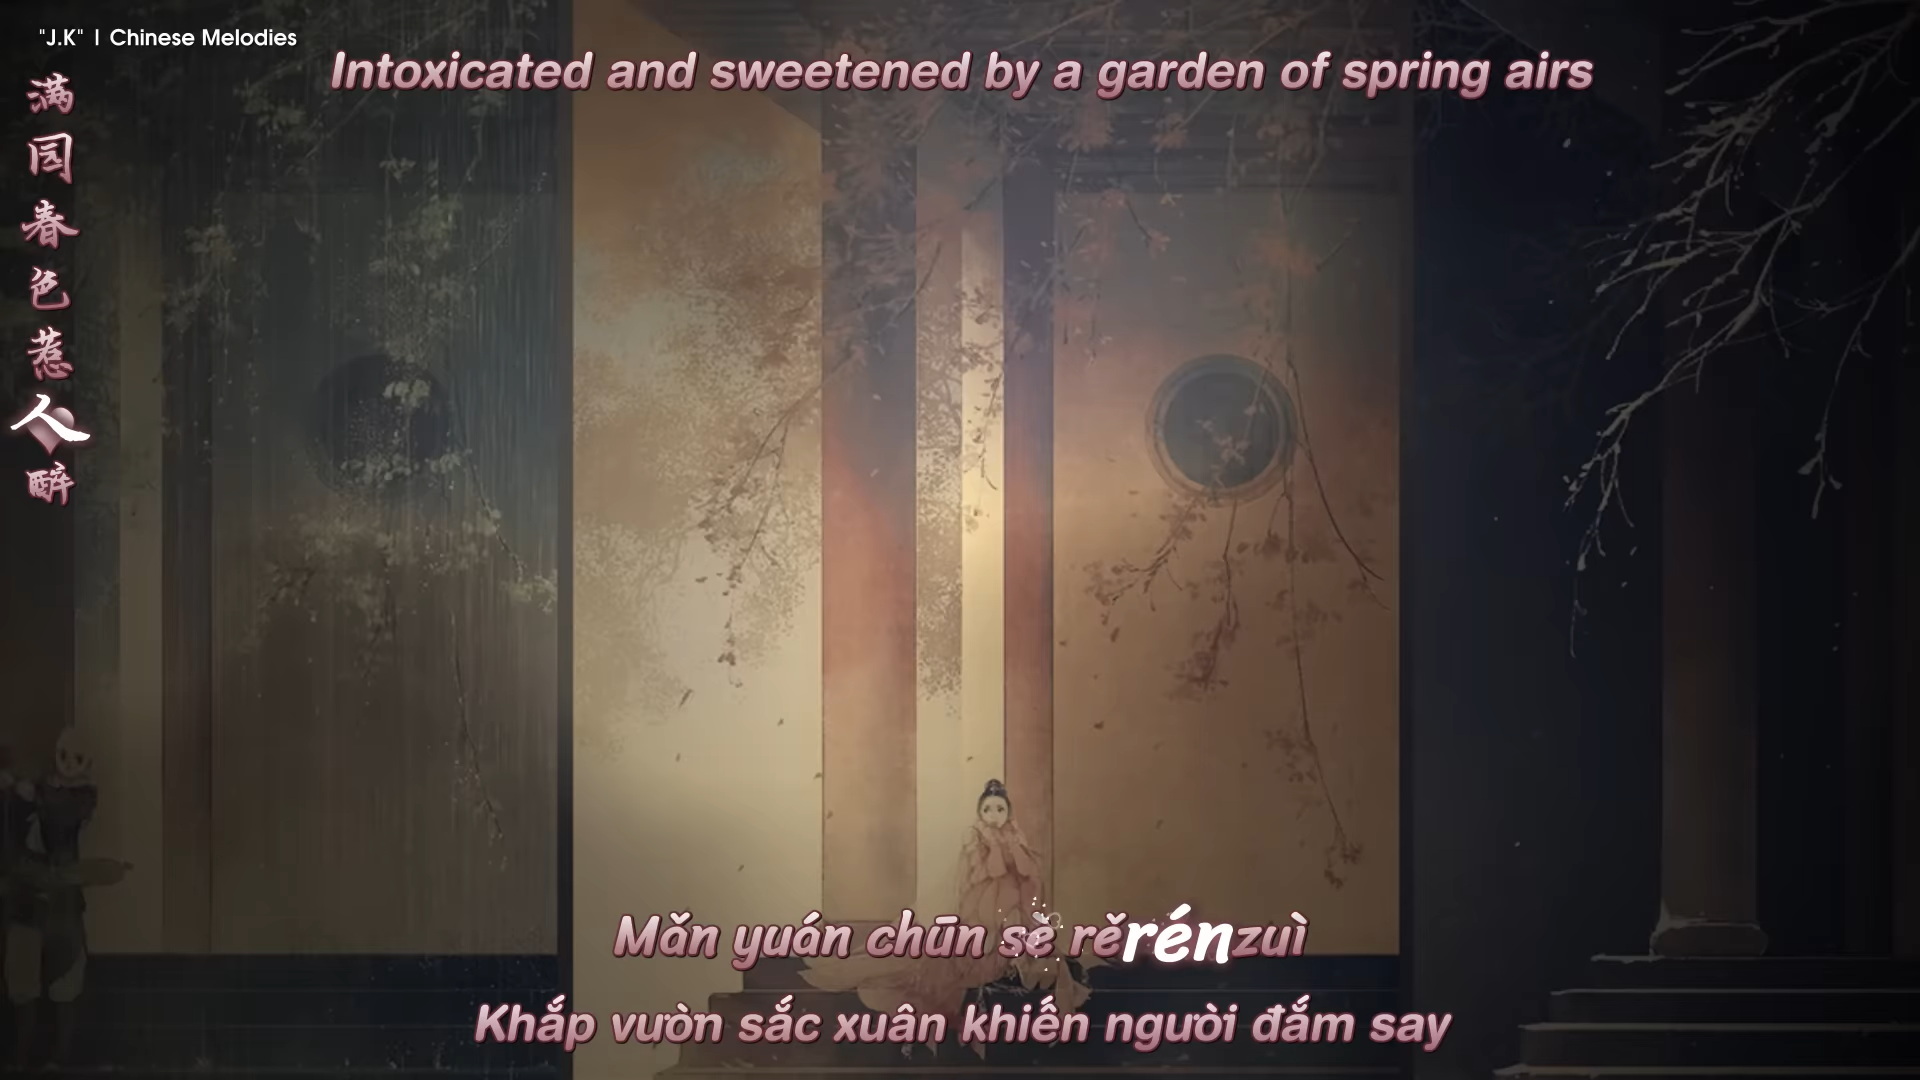 "J.K" | Chinese Melodies
Intoxicated and sweetened by a garden of spring airs
满园春色惹人醉
Mǎn yuán chūn sè rě rén zuì
Khắp vườn sắc xuân khiến người đắm say